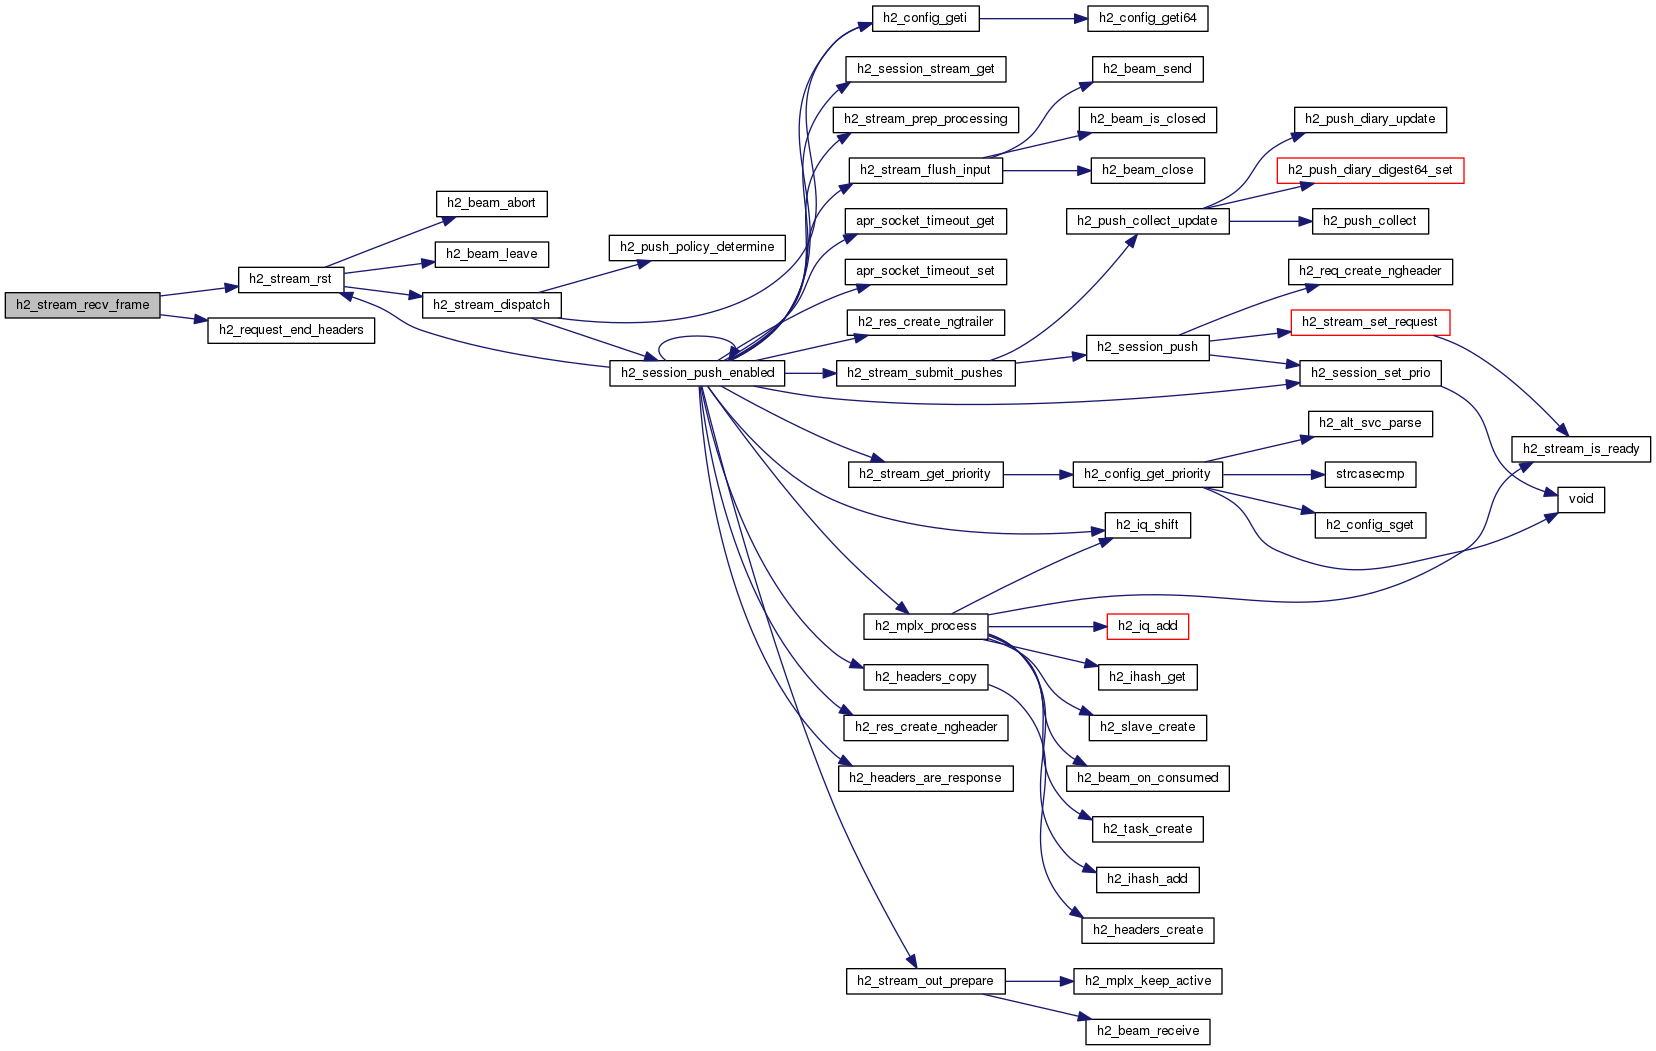 h2_stream_recv_frame
h2_stream_rst
h2_request_end_headers
h2_beam_abort
h2_beam_leave
h2_stream_dispatch
h2_push_policy_determine
h2_session_push_enabled
h2_config_geti
h2_session_stream_get
h2_stream_prep_processing
h2_stream_flush_input
apr_socket_timeout_get
apr_socket_timeout_set
h2_res_create_ngtrailer
h2_stream_submit_pushes
h2_stream_get_priority
h2_mplx_process
h2_headers_copy
h2_res_create_ngheader
h2_headers_are_response
h2_stream_out_prepare
h2_config_geti64
h2_beam_send
h2_beam_is_closed
h2_beam_close
h2_push_collect_update
h2_session_push
h2_config_get_priority
h2_iq_shift
h2_iq_add
h2_ihash_get
h2_slave_create
h2_beam_on_consumed
h2_task_create
h2_ihash_add
h2_headers_create
h2_mplx_keep_active
h2_beam_receive
h2_push_diary_update
h2_push_diary_digest64_set
h2_push_collect
h2_req_create_ngheader
h2_stream_set_request
h2_session_set_prio
h2_alt_svc_parse
strcasecmp
h2_config_sget
h2_stream_is_ready
void